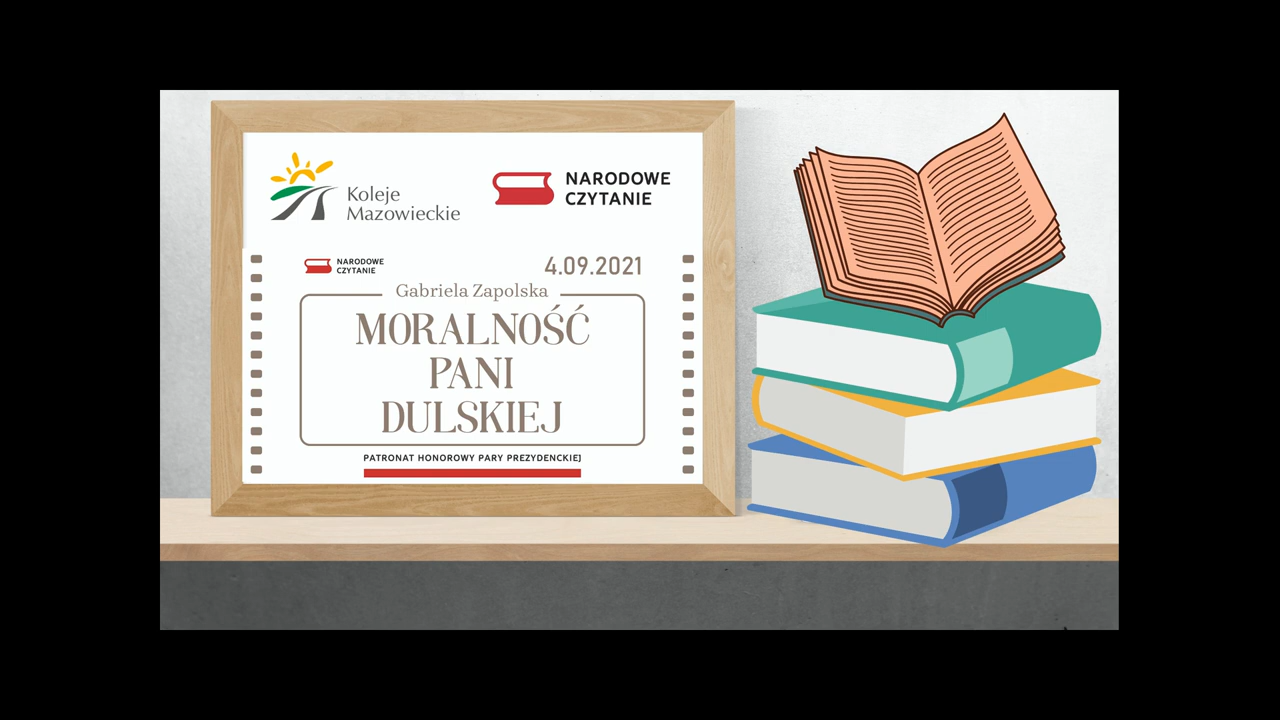 Koleje
Mazowieckie
NARODOWE
CZYTANIE
NARODOWE
CZYTANIE
4.09.2021
Gabriela Zapolska
MORALNOŚĆ
PANI
DULSKIEJ
PATRONAT HONOROWY PARY PREZYDENCKIEJ